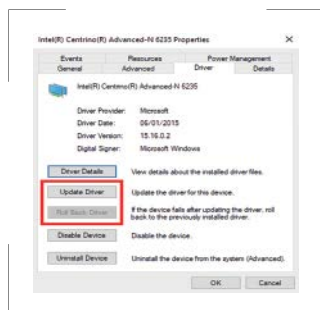 Intel(R) Centrino(R) Advanced-N 6235 Properties
Events Resources Power Management
General Advanced Driver Details
Intel(R) Centrino(R) Advanced-N 6235
Driver Provider: Microsoft
Driver Date: 06/01/2015
Driver Version: 15.16.0.2
Digital Signer: Microsoft Windows
Driver Details View details about the installed driver files.
Update Driver Update the driver for this device.
Roll Back Driver If the device fails after updating the driver, roll
back to the previously installed driver.
Disable Device Disable the device.
Uninstall Device Uninstall the device from the system (Advanced).
OK Cancel